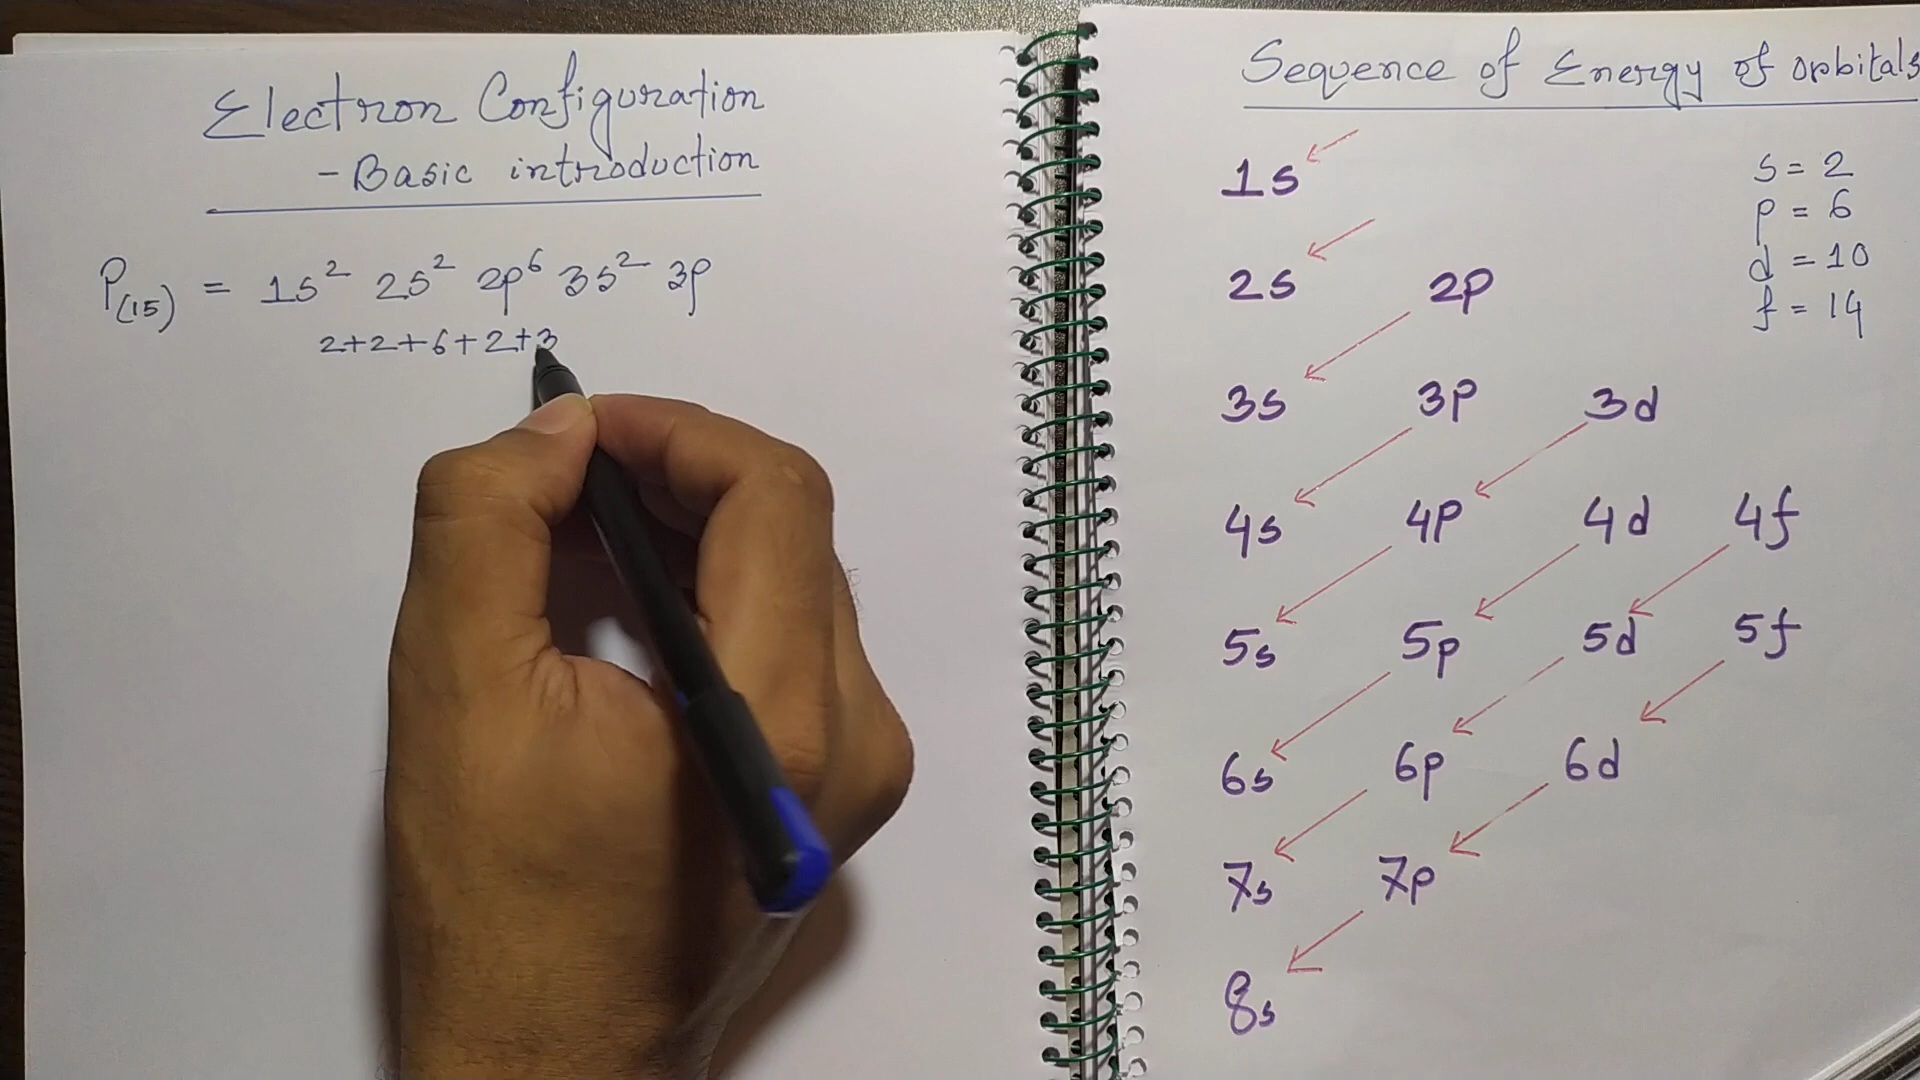 Electron Configuration
- Basic introduction
P(15) = 1s² 2s² 2p⁶ 3s² 3p
2+2+6+2+3
Sequence of Energy of orbitals
s = 2
p = 6
d = 10
f = 14
1s
2s 2p
3s 3p 3d
4s 4p 4d 4f
5s 5p 5d 5f
6s 6p 6d
7s 7p
8s